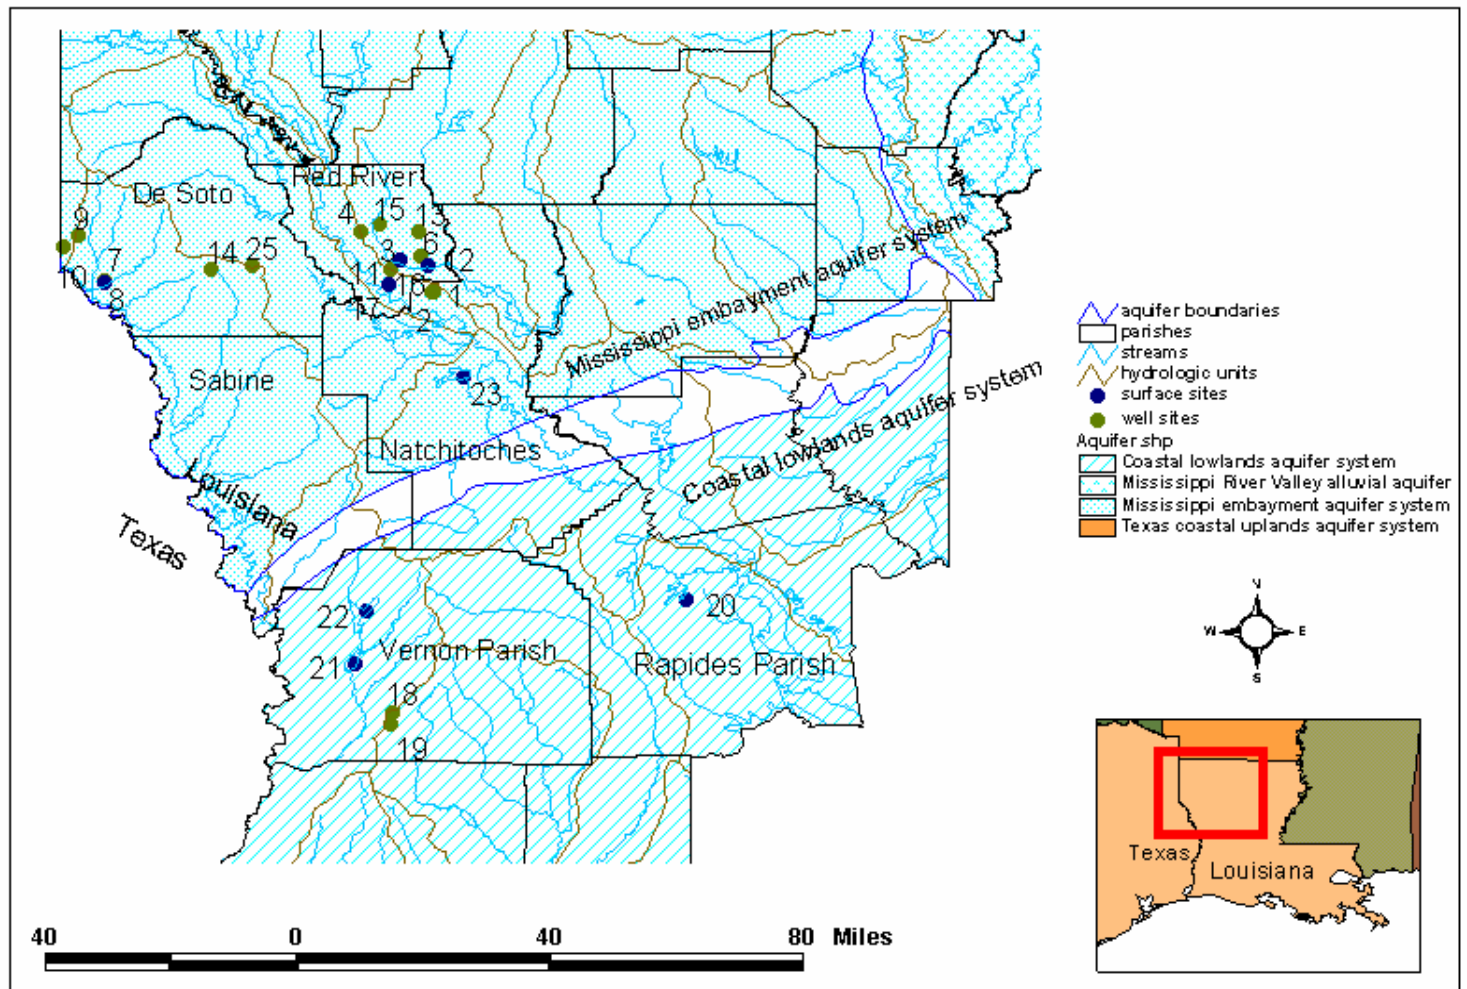 Red River
De Soto
9
4
15
13
3
6
12
14
25
7
11
10
8
16
1
17
2
Mississippi embayment aquifer system
Sabine
23
Natchitoches
Coastal lowlands aquifer system
Louisiana
Texas
22
20
Vernon Parish
21
Rapides Parish
18
19
aquifer boundaries
parishes
streams
hydrologic units
surface sites
well sites
Aquifer.shp
Coastal lowlands aquifer system
Mississippi River Valley alluvial aquifer
Mississippi embayment aquifer system
Texas coastal uplands aquifer system
N
W E
S
Texas
Louisiana
40 0 40 80 Miles